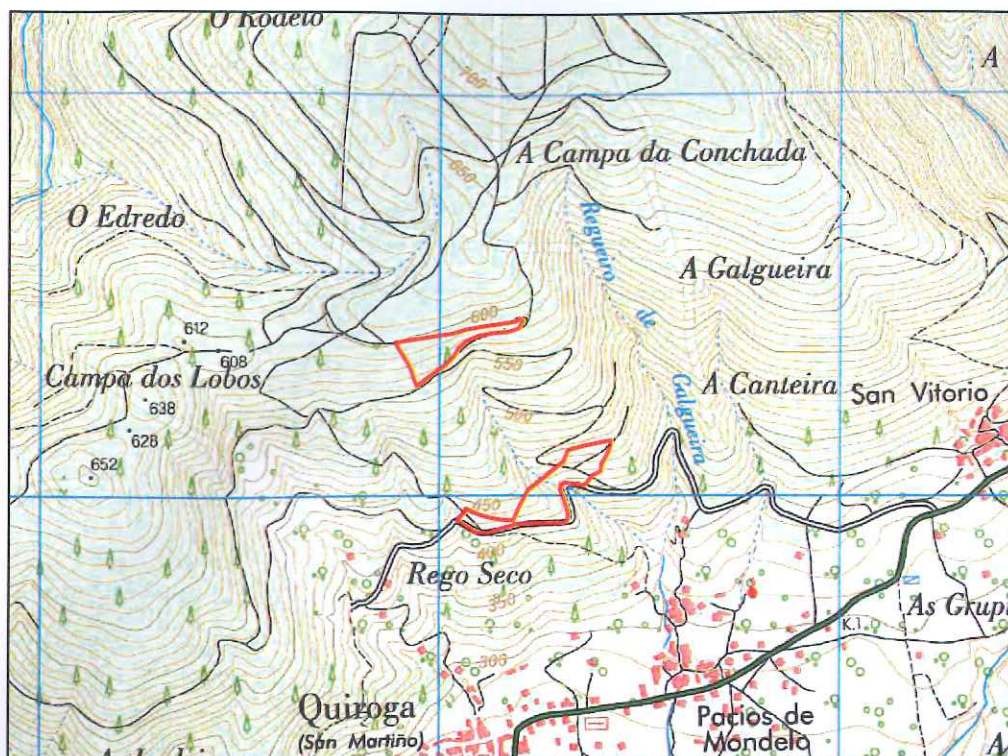 O Rodelo
A
700
650
A Campa da Conchada
O Edredo
Regueiro
de
Galgueira
A Galgueira
600
612
608
550
Campa dos Lobos
638
628
652
500
A Canteira
San Vitorio
450
400
Rego Seco
350
300
As Grup
K.1
Quiroga
(San Martiño)
Pacios de
Mondelo